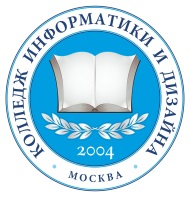 КОЛЛЕДЖ ИНФОРМАТИКИ И ДИЗАЙНА
2004
· МОСКВА ·